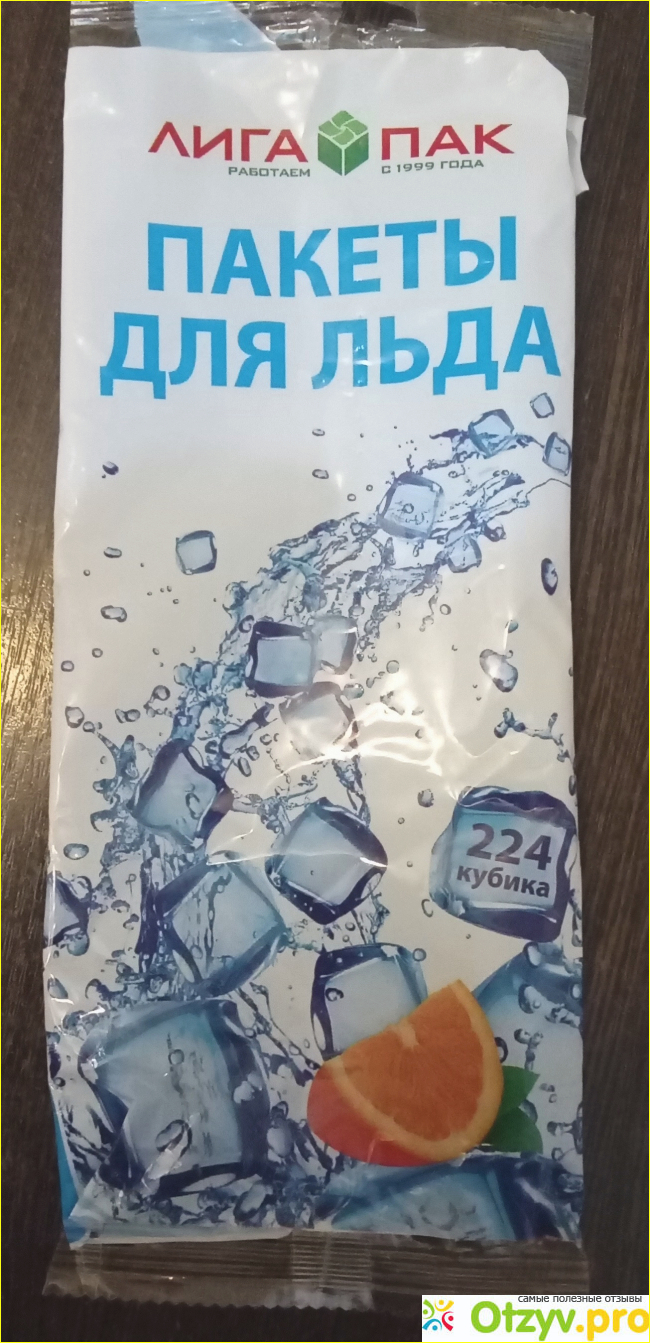 ЛИГА ПАК
РАБОТАЕМ С 1999 ГОДА
ПАКЕТЫ
ДЛЯ ЛЬДА
224
кубика
самые полезные отзывы
Otzyv.pro